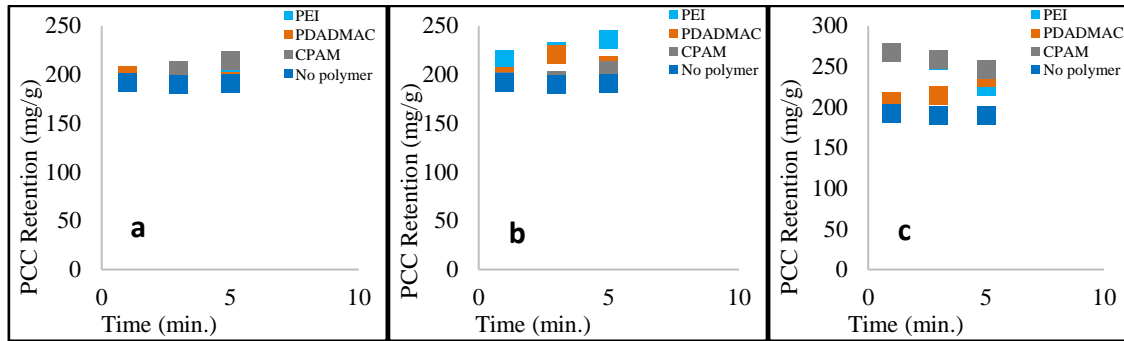 PCC Retention (mg/g)
250
200
150
100
50
0
0
5
10
Time (min.)
a
PEI
PDADMAC
CPAM
No polymer
PCC Retention (mg/g)
250
200
150
100
50
0
0
5
10
Time (min.)
b
PEI
PDADMAC
CPAM
No polymer
PCC Retention (mg/g)
300
250
200
150
100
50
0
0
5
10
Time (min.)
c
PEI
PDADMAC
CPAM
No polymer